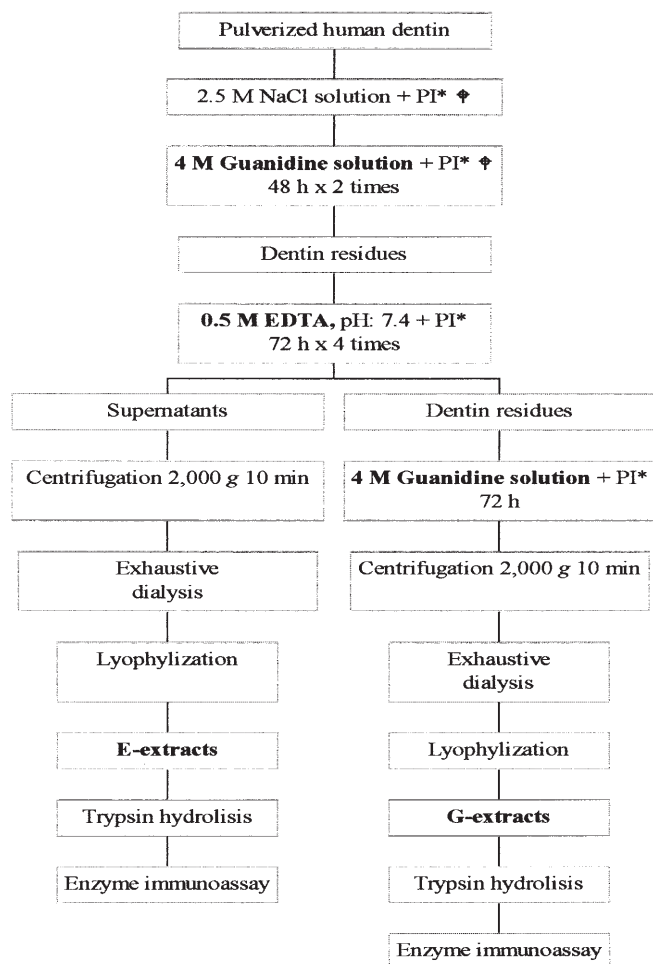 Pulverized human dentin
2.5 M NaCl solution + PI* ⌖
4 M Guanidine solution + PI* ⌖
48 h x 2 times
Dentin residues
0.5 M EDTA, pH: 7.4 + PI*
72 h x 4 times
Supernatants
Centrifugation 2,000 g 10 min
Exhaustive
dialysis
Lyophylization
E-extracts
Trypsin hydrolisis
Enzyme immunoassay
Dentin residues
4 M Guanidine solution + PI*
72 h
Centrifugation 2,000 g 10 min
Exhaustive
dialysis
Lyophylization
G-extracts
Trypsin hydrolisis
Enzyme immunoassay